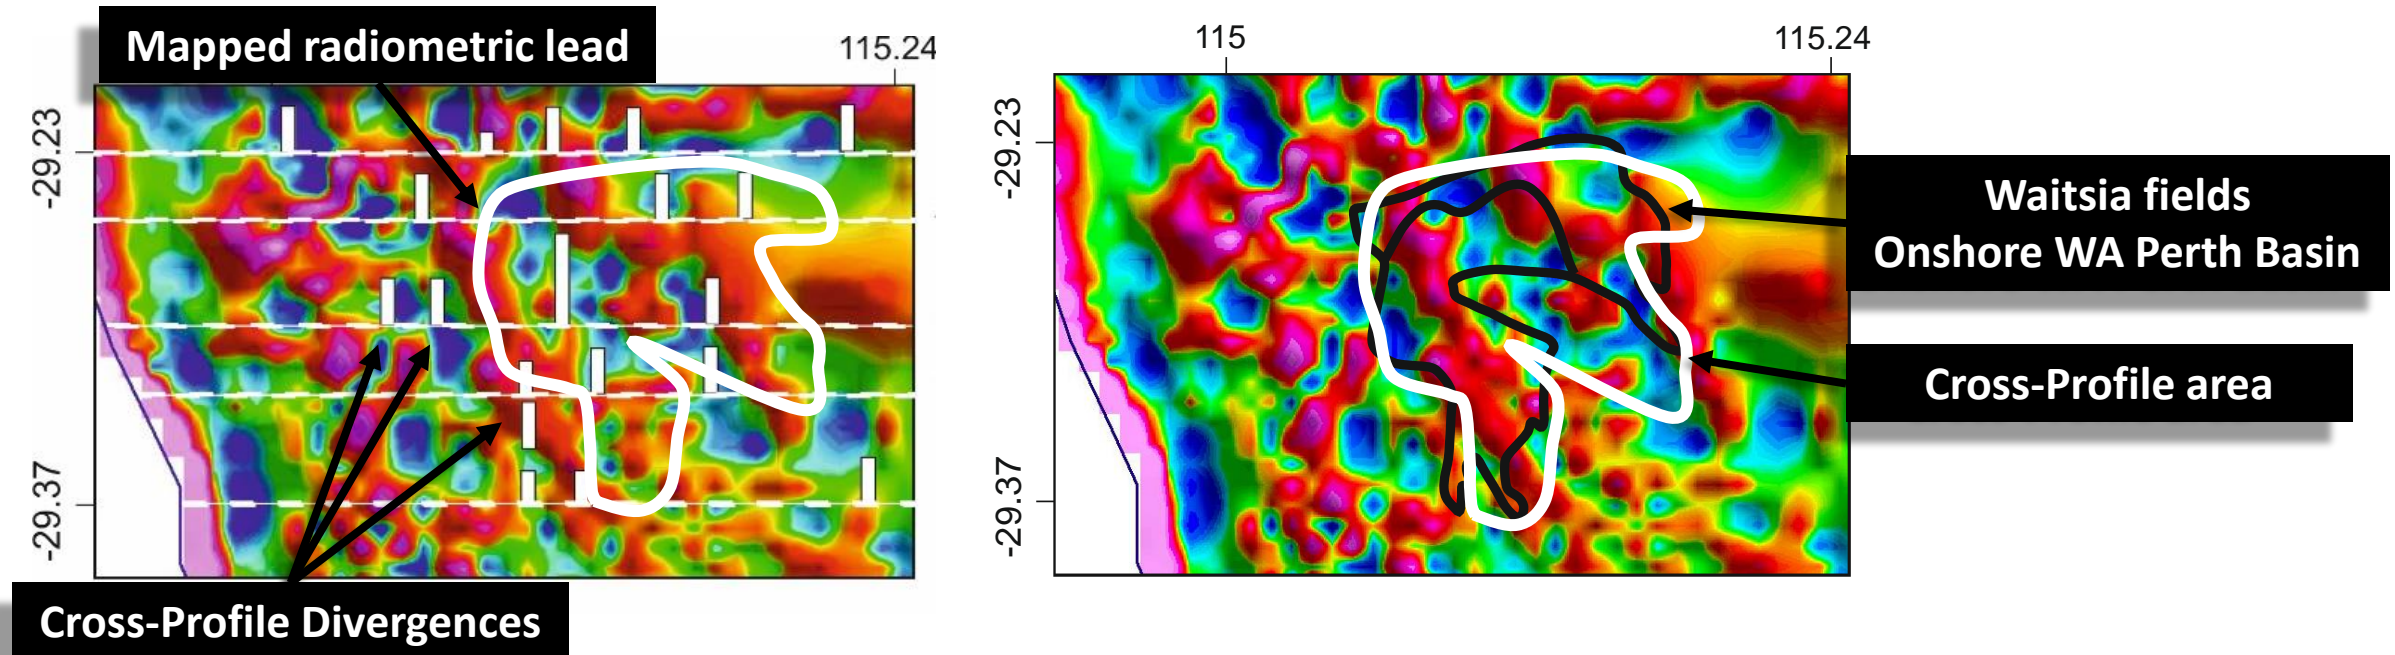 Mapped radiometric lead
115.24
-29.23
-29.37
Cross-Profile Divergences
115
115.24
-29.23
-29.37
Waitsia fields
Onshore WA Perth Basin
Cross-Profile area